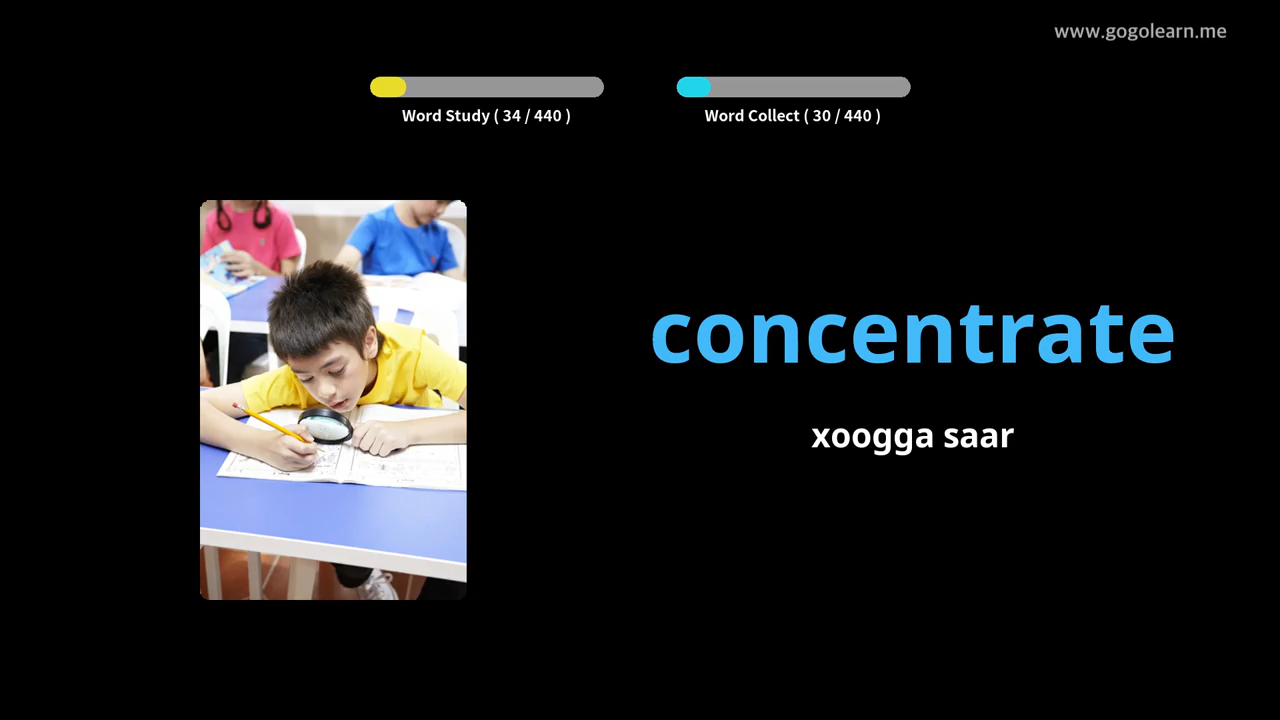 www.gogolearn.me
Word Study ( 34 / 440 )
Word Collect ( 30 / 440 )
concentrate
xoogga saar